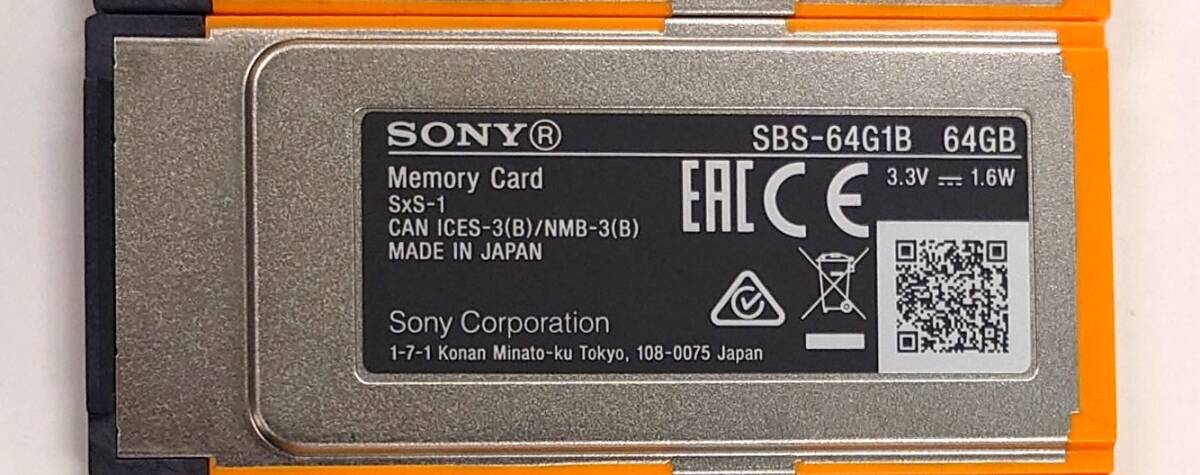 SONY®
SBS-64G1B 64GB
Memory Card
3.3V ⎓ 1.6W
SxS-1
EAC CE
CAN ICES-3(B)/NMB-3(B)
MADE IN JAPAN
Sony Corporation
1-7-1 Konan Minato-ku Tokyo, 108-0075 Japan